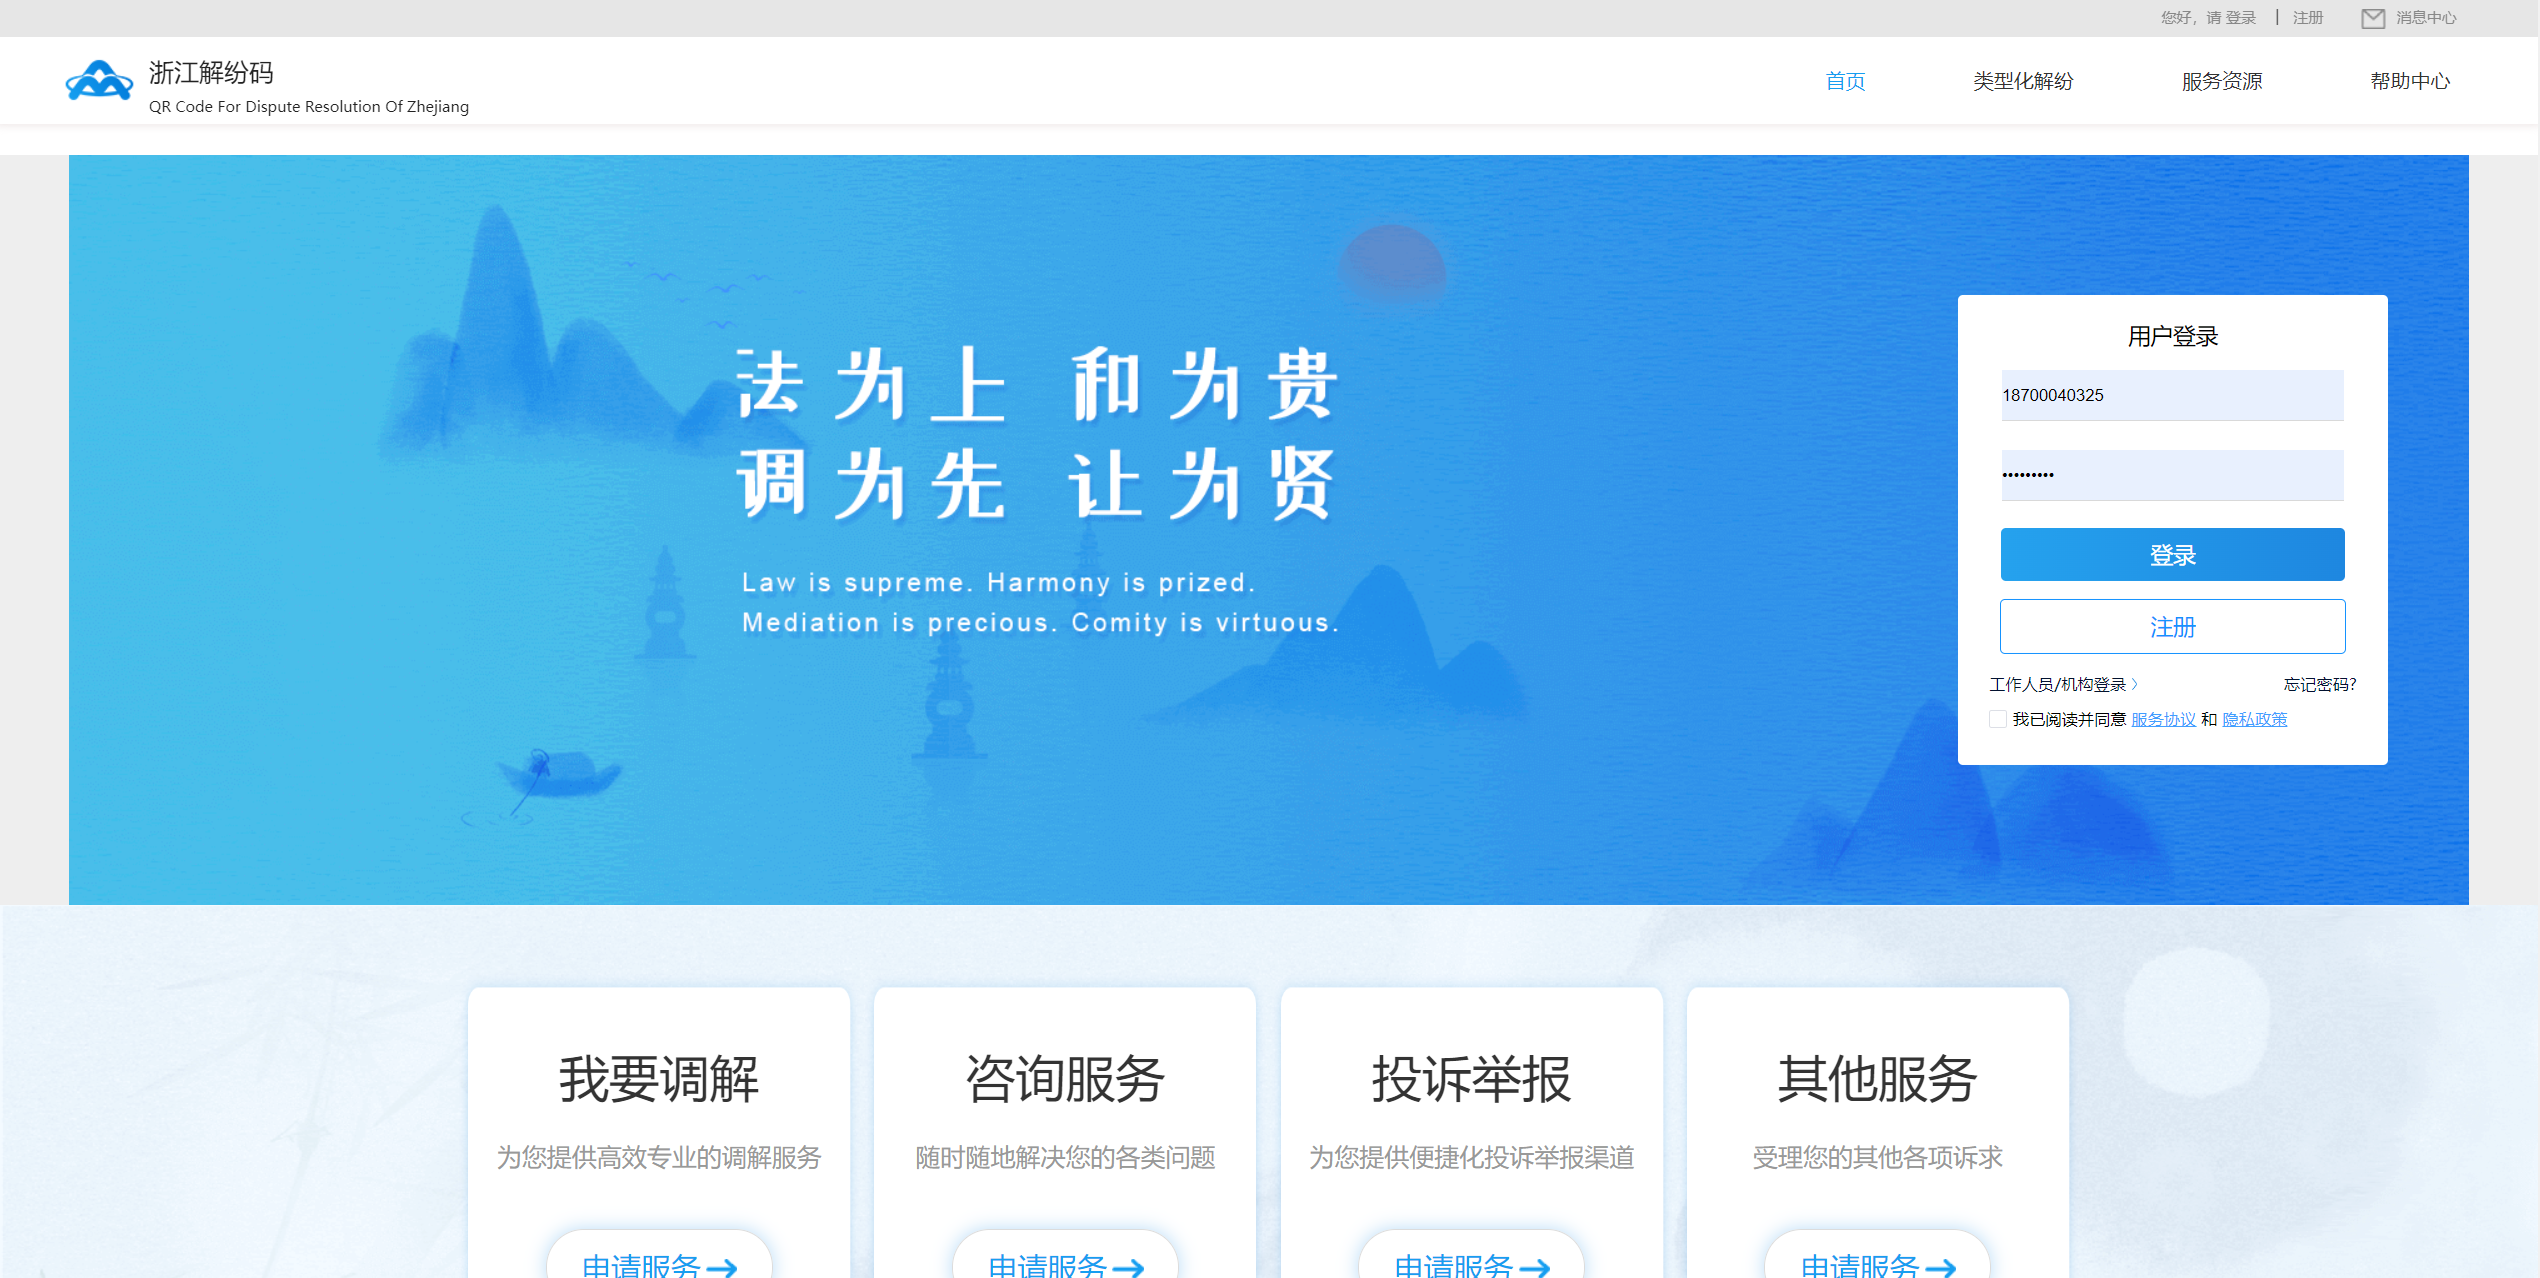 您好，请 登录 | 注册 消息中心
浙江解纷码
QR Code For Dispute Resolution Of Zhejiang
首页 类型化解纷 服务资源 帮助中心
法为上 和为贵
调为先 让为贤
Law is supreme. Harmony is prized.
Mediation is precious. Comity is virtuous.
用户登录
18700040325
•••••••••
登录
注册
工作人员/机构登录 忘记密码?
我已阅读并同意 服务协议 和 隐私政策
我要调解
为您提供高效专业的调解服务
申请服务
咨询服务
随时随地解决您的各类问题
申请服务
投诉举报
为您提供便捷化投诉举报渠道
申请服务
其他服务
受理您的其他各项诉求
申请服务